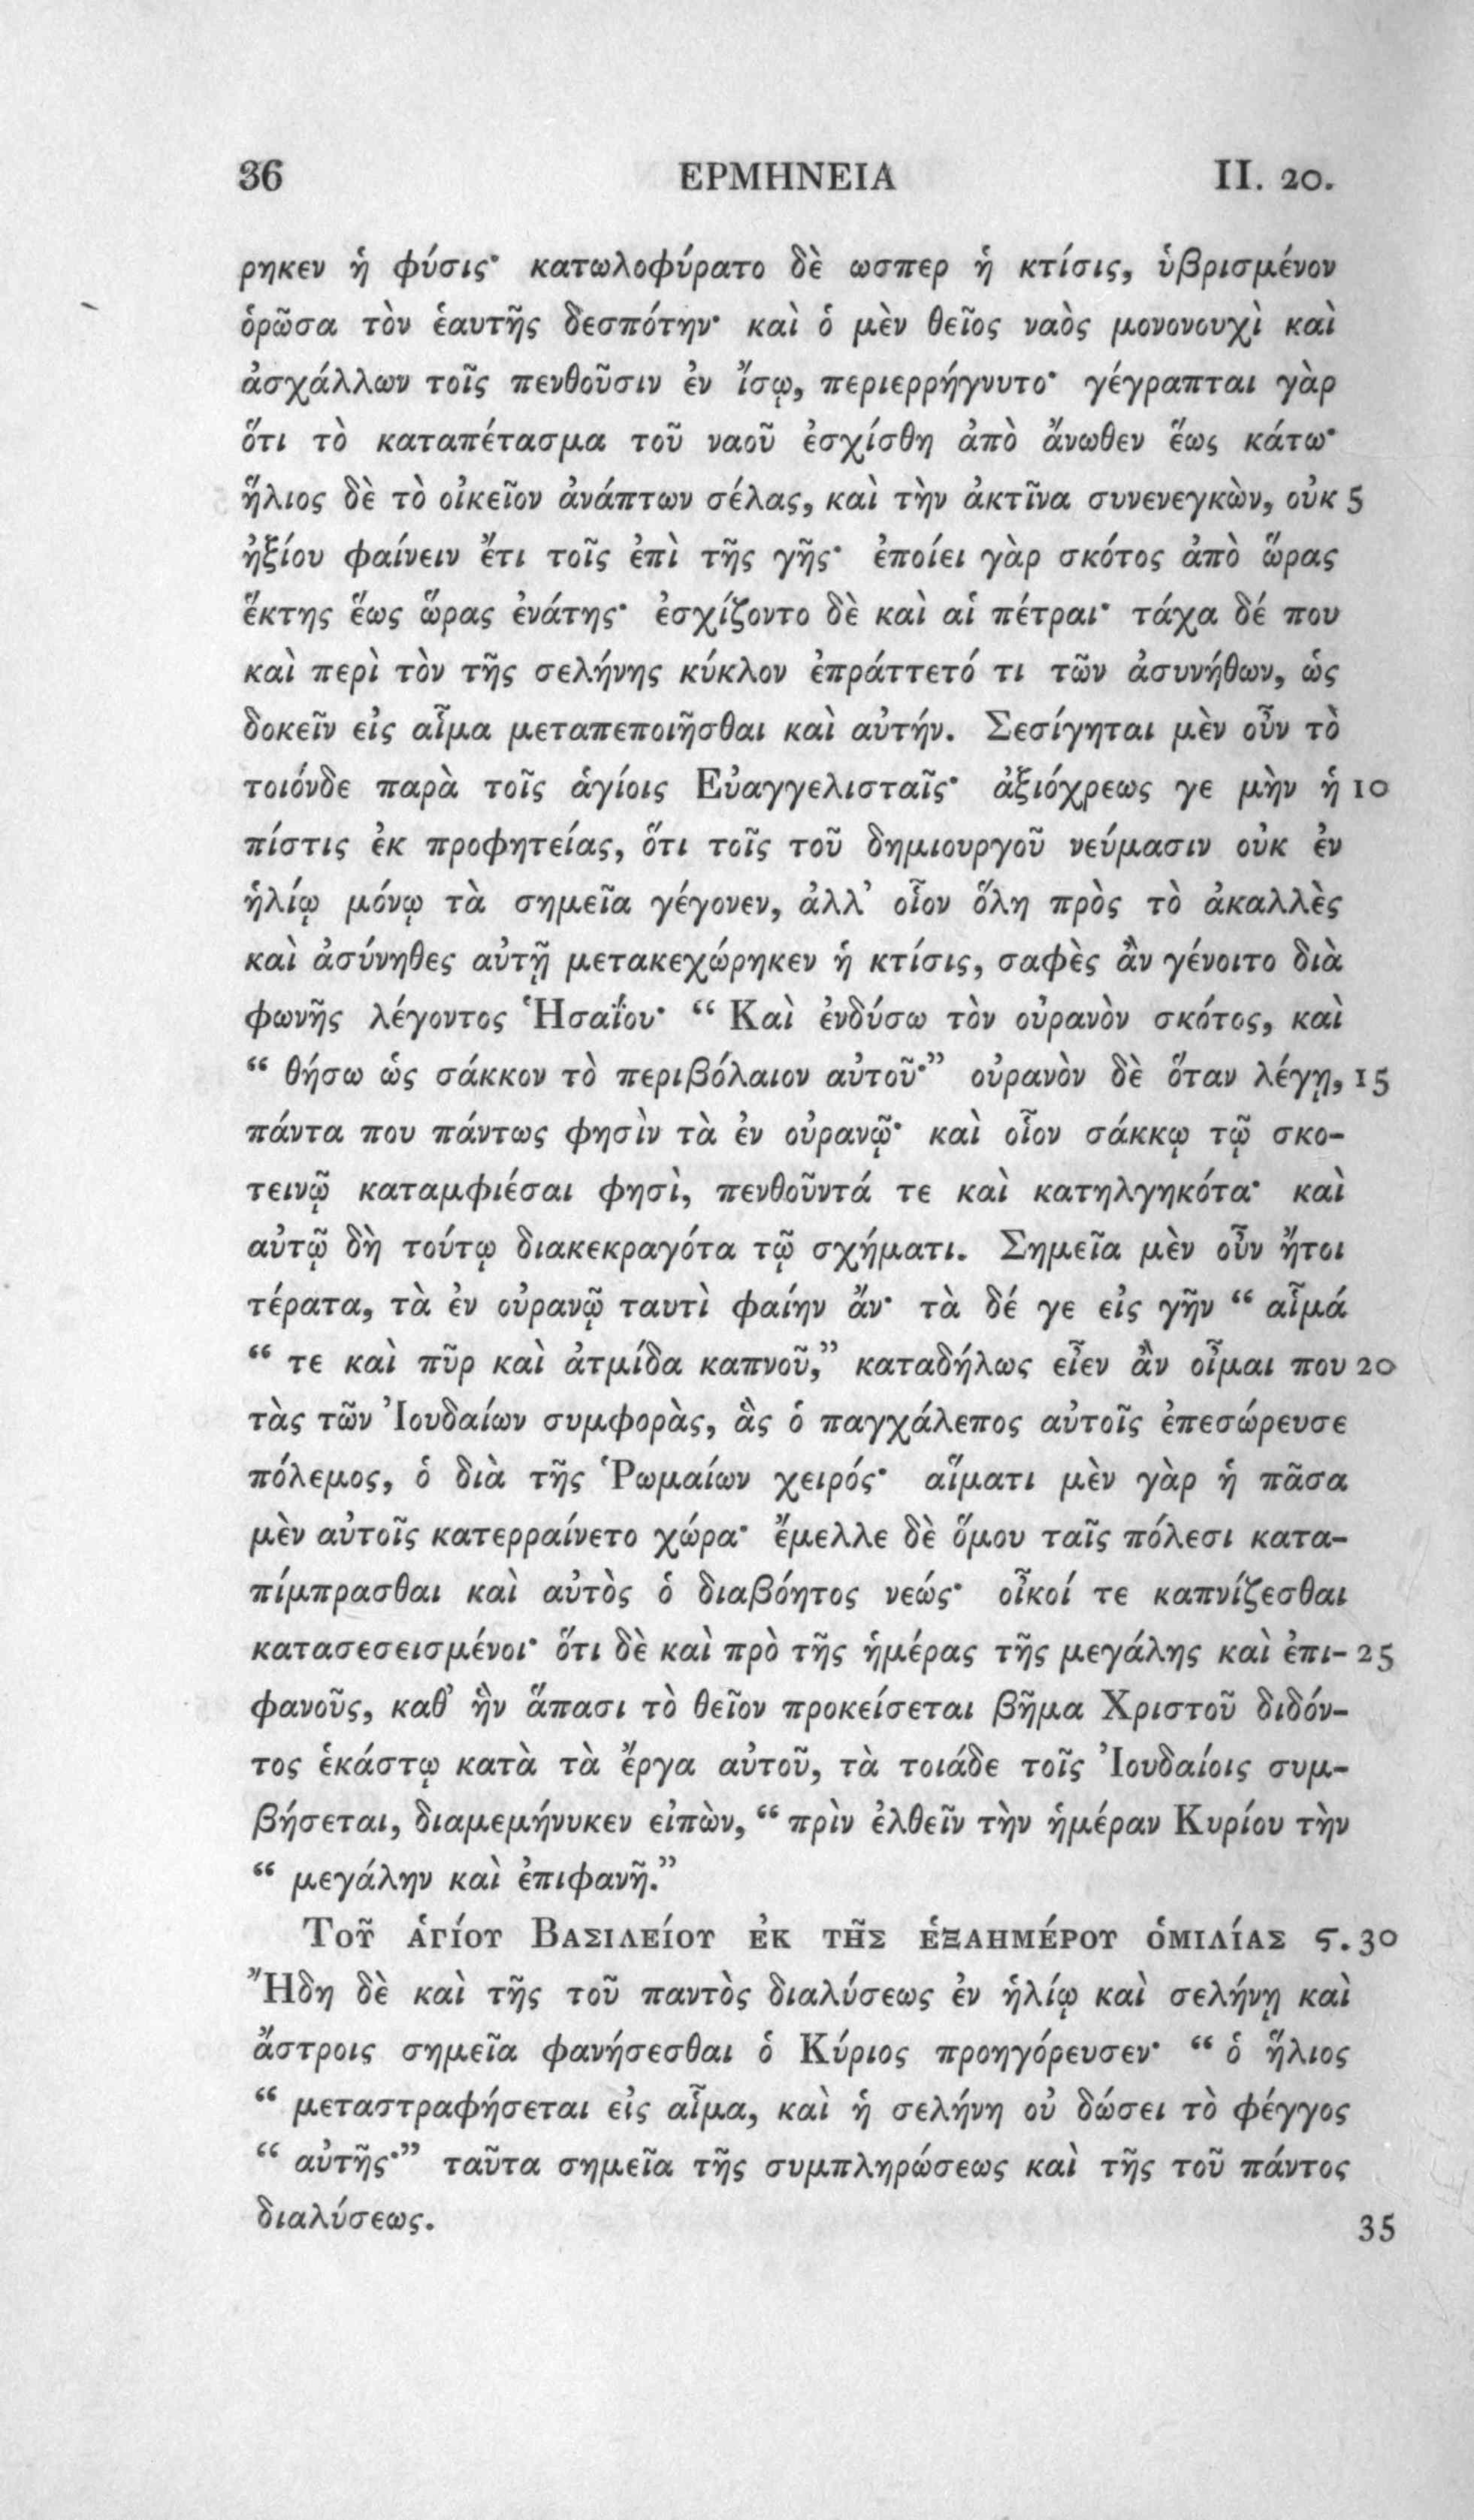 36 ΕΡΜΗΝΕΙΑ II. 20.
ρηκεν ἡ φύσις· κατωλοφύρατο δὲ ωσπερ ἡ κτίσις, ὑβρισμένον
ὁρῶσα τὸν ἑαυτῆς δεσπότην· καὶ ὁ μὲν θεῖος ναὸς μονονουχὶ καὶ
ἀσχάλλων τοῖς πενθοῦσιν ἐν ἴσῳ, περιερρήγνυτο· γέγραπται γὰρ
ὅτι τὸ καταπέτασμα τοῦ ναοῦ ἐσχίσθη ἀπὸ ἄνωθεν ἕως κάτω·
ἥλιος δὲ τὸ οἰκεῖον ἀνάπτων σέλας, καὶ τὴν ἀκτῖνα συνενεγκὼν, οὐκ 5
ἠξίου φαίνειν ἔτι τοῖς ἐπὶ τῆς γῆς· ἐποίει γὰρ σκότος ἀπὸ ὥρας
ἕκτης ἕως ὥρας ἐνάτης· ἐσχίζοντο δὲ καὶ αἱ πέτραι· τάχα δέ που
καὶ περὶ τὸν τῆς σελήνης κύκλον ἐπράττετό τι τῶν ἀσυνήθων, ὡς
δοκεῖν εἰς αἷμα μεταπεποιῆσθαι καὶ αὐτήν. Σεσίγηται μὲν οὖν τὸ
τοιόνδε παρὰ τοῖς ἁγίοις Εὐαγγελισταῖς· ἀξιόχρεως γε μὴν ἡ 10
πίστις ἐκ προφητείας, ὅτι τοῖς τοῦ δημιουργοῦ νεύμασιν οὐκ ἐν
ἡλίῳ μόνῳ τὰ σημεῖα γέγονεν, ἀλλ’ οἷον ὅλη πρὸς τὸ ἀκαλλὲς
καὶ ἀσύνηθες αὐτῇ μετακεχώρηκεν ἡ κτίσις, σαφὲς ἂν γένοιτο διὰ
φωνῆς λέγοντος Ἡσαΐου· “ Καὶ ἐνδύσω τὸν οὐρανὸν σκότος, καὶ
“ θήσω ὡς σάκκον τὸ περιβόλαιον αὐτοῦ·” οὐρανὸν δὲ ὅταν λέγῃ, 15
πάντα που πάντως φησὶν τὰ ἐν οὐρανῷ· καὶ οἷον σάκκῳ τῷ σκο-
τεινῷ καταμφιέσαι φησὶ, πενθοῦντά τε καὶ κατηλγηκότα· καὶ
αὐτῷ δὴ τούτῳ διακεκραγότα τῷ σχήματι. Σημεῖα μὲν οὖν ἤτοι
τέρατα, τὰ ἐν οὐρανῷ ταυτὶ φαίην ἄν· τὰ δέ γε εἰς γῆν “ αἷμά
“ τε καὶ πῦρ καὶ ἀτμίδα καπνοῦ,” καταδήλως εἶεν ἂν οἶμαι που 20
τὰς τῶν Ἰουδαίων συμφορὰς, ἃς ὁ παγχάλεπος αὐτοῖς ἐπεσώρευσε
πόλεμος, ὁ διὰ τῆς Ῥωμαίων χειρός· αἵματι μὲν γὰρ ἡ πᾶσα
μὲν αὐτοῖς κατερραίνετο χώρα· ἔμελλε δὲ ὅμου ταῖς πόλεσι κατα-
πίμπρασθαι καὶ αὐτὸς ὁ διαβόητος νεώς· οἶκοί τε καπνίζεσθαι
κατασεσεισμένοι· ὅτι δὲ καὶ πρὸ τῆς ἡμέρας τῆς μεγάλης καὶ ἐπι- 25
φανοῦς, καθ’ ἣν ἅπασι τὸ θεῖον προκείσεται βῆμα Χριστοῦ διδόν-
τος ἑκάστῳ κατὰ τὰ ἔργα αὐτοῦ, τὰ τοιάδε τοῖς Ἰουδαίοις συμ-
βήσεται, διαμεμήνυκεν εἰπὼν, “ πρὶν ἐλθεῖν τὴν ἡμέραν Κυρίου τὴν
“ μεγάλην καὶ ἐπιφανῆ.”
Τοῦ ἁγίου Βασιλείου ἐκ τῆς ἑξαημέρου ὁμιλίας ϛ. 30
Ἤδη δὲ καὶ τῆς τοῦ παντὸς διαλύσεως ἐν ἡλίῳ καὶ σελήνῃ καὶ
ἄστροις σημεῖα φανήσεσθαι ὁ Κύριος προηγόρευσεν· “ ὁ ἥλιος
“ μεταστραφήσεται εἰς αἷμα, καὶ ἡ σελήνη οὐ δώσει τὸ φέγγος
“ αὐτῆς·” ταῦτα σημεῖα τῆς συμπληρώσεως καὶ τῆς τοῦ πάντος
διαλύσεως. 35